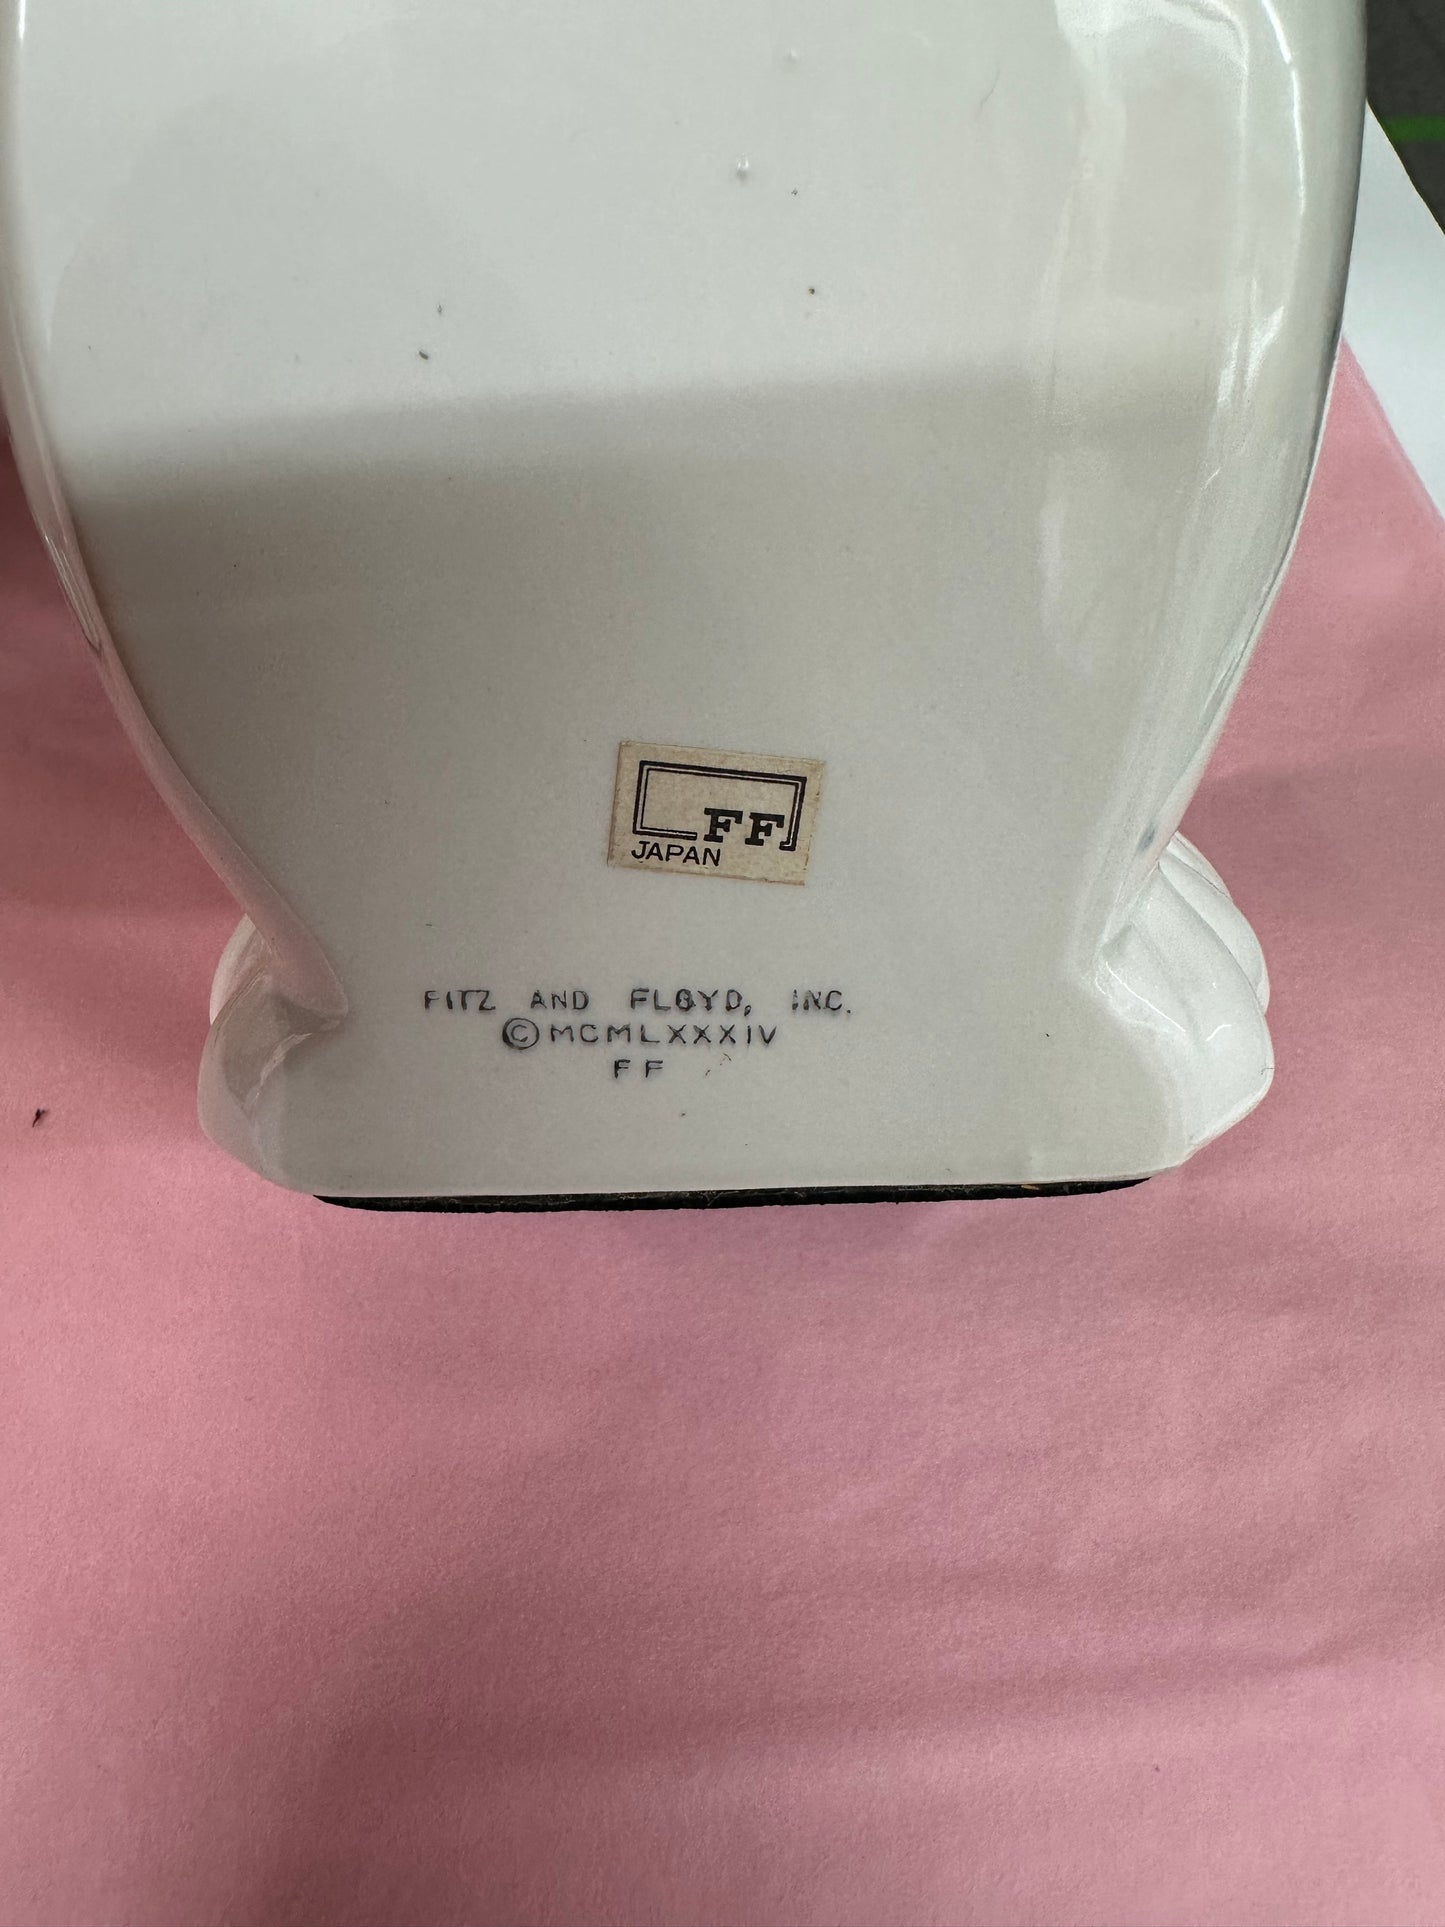 FF
JAPAN
FITZ AND FLOYD, INC.
©MCMLXXXIV
FF